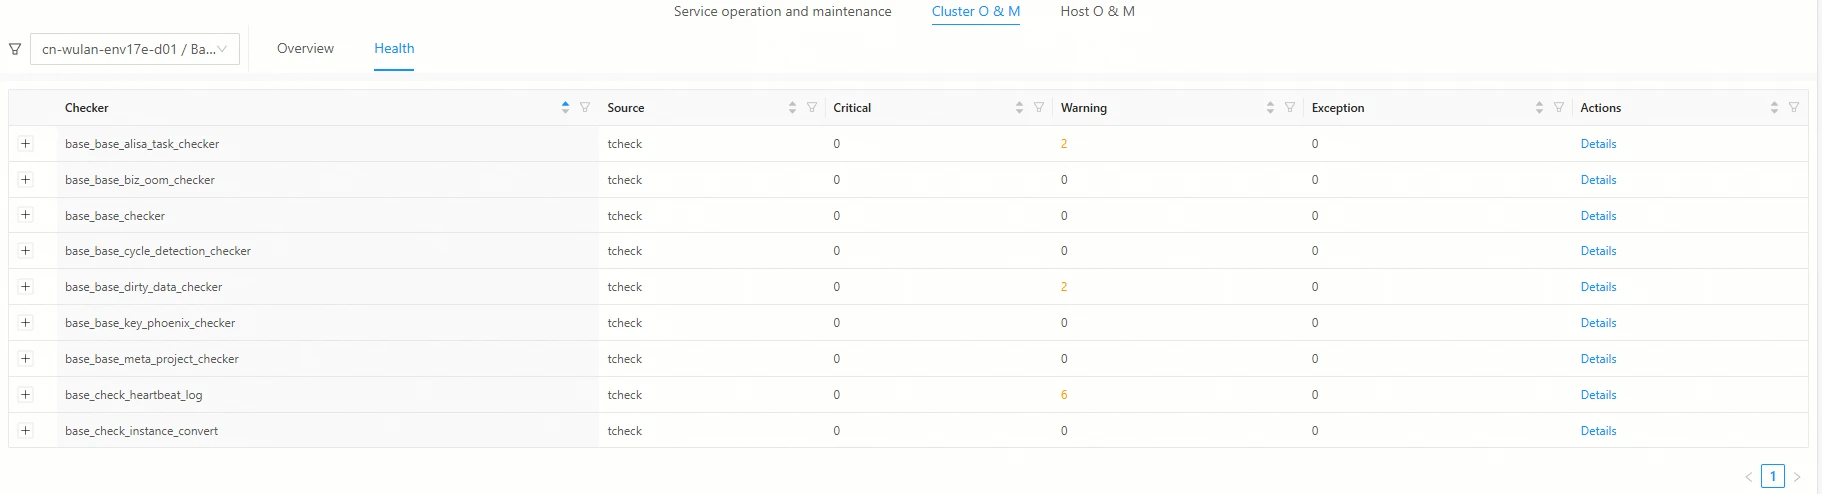 Service operation and maintenance Cluster O & M Host O & M
cn-wulan-env17e-d01 / Ba... Overview Health
Checker Source Critical Warning Exception Actions
base_base_alisa_task_checker tcheck 0 2 0 Details
base_base_biz_oom_checker tcheck 0 0 0 Details
base_base_checker tcheck 0 0 0 Details
base_base_cycle_detection_checker tcheck 0 0 0 Details
base_base_dirty_data_checker tcheck 0 2 0 Details
base_base_key_phoenix_checker tcheck 0 0 0 Details
base_base_meta_project_checker tcheck 0 0 0 Details
base_check_heartbeat_log tcheck 0 6 0 Details
base_check_instance_convert tcheck 0 0 0 Details
< 1 >